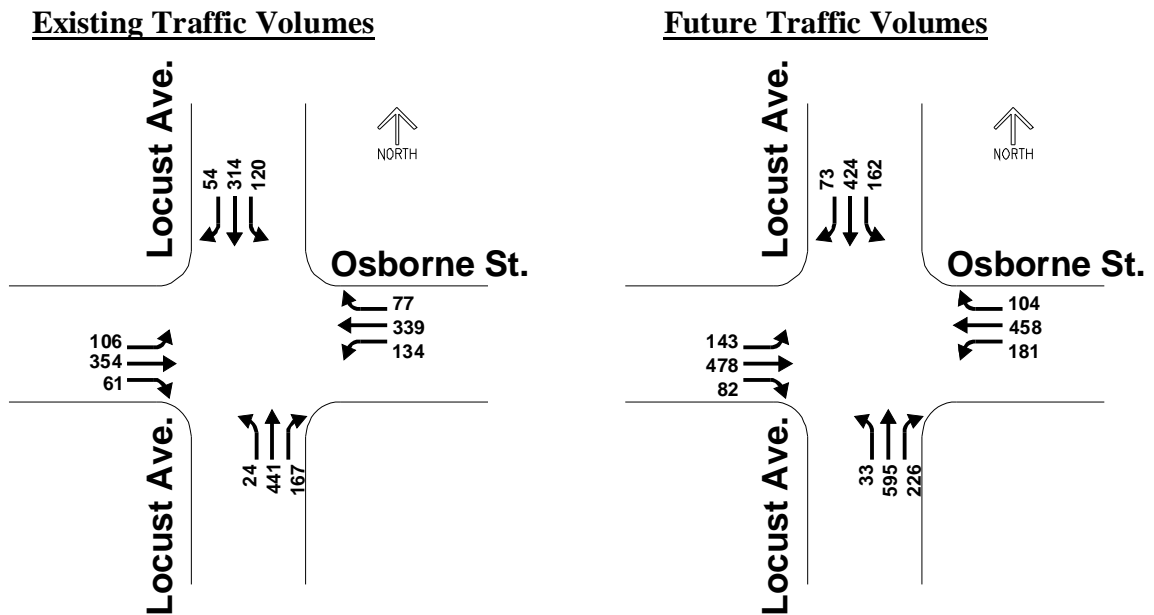 Existing Traffic Volumes
Locust Ave.
54
314
120
NORTH
Osborne St.
77
339
134
106
354
61
Locust Ave.
24
441
167
Future Traffic Volumes
Locust Ave.
73
424
162
NORTH
Osborne St.
104
458
181
143
478
82
Locust Ave.
33
595
226